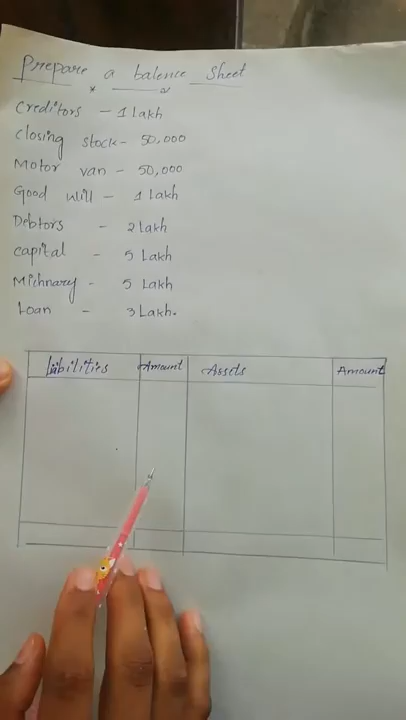 Prepare a balence sheet
Creditors - 1 Lakh
closing stock - 50,000
Motor van - 50,000
Good will - 1 Lakh
Debtors - 2 Lakh
capital - 5 Lakh
Michnary - 5 Lakh
Loan - 3 Lakh.
Liabilities Amount Assets Amount